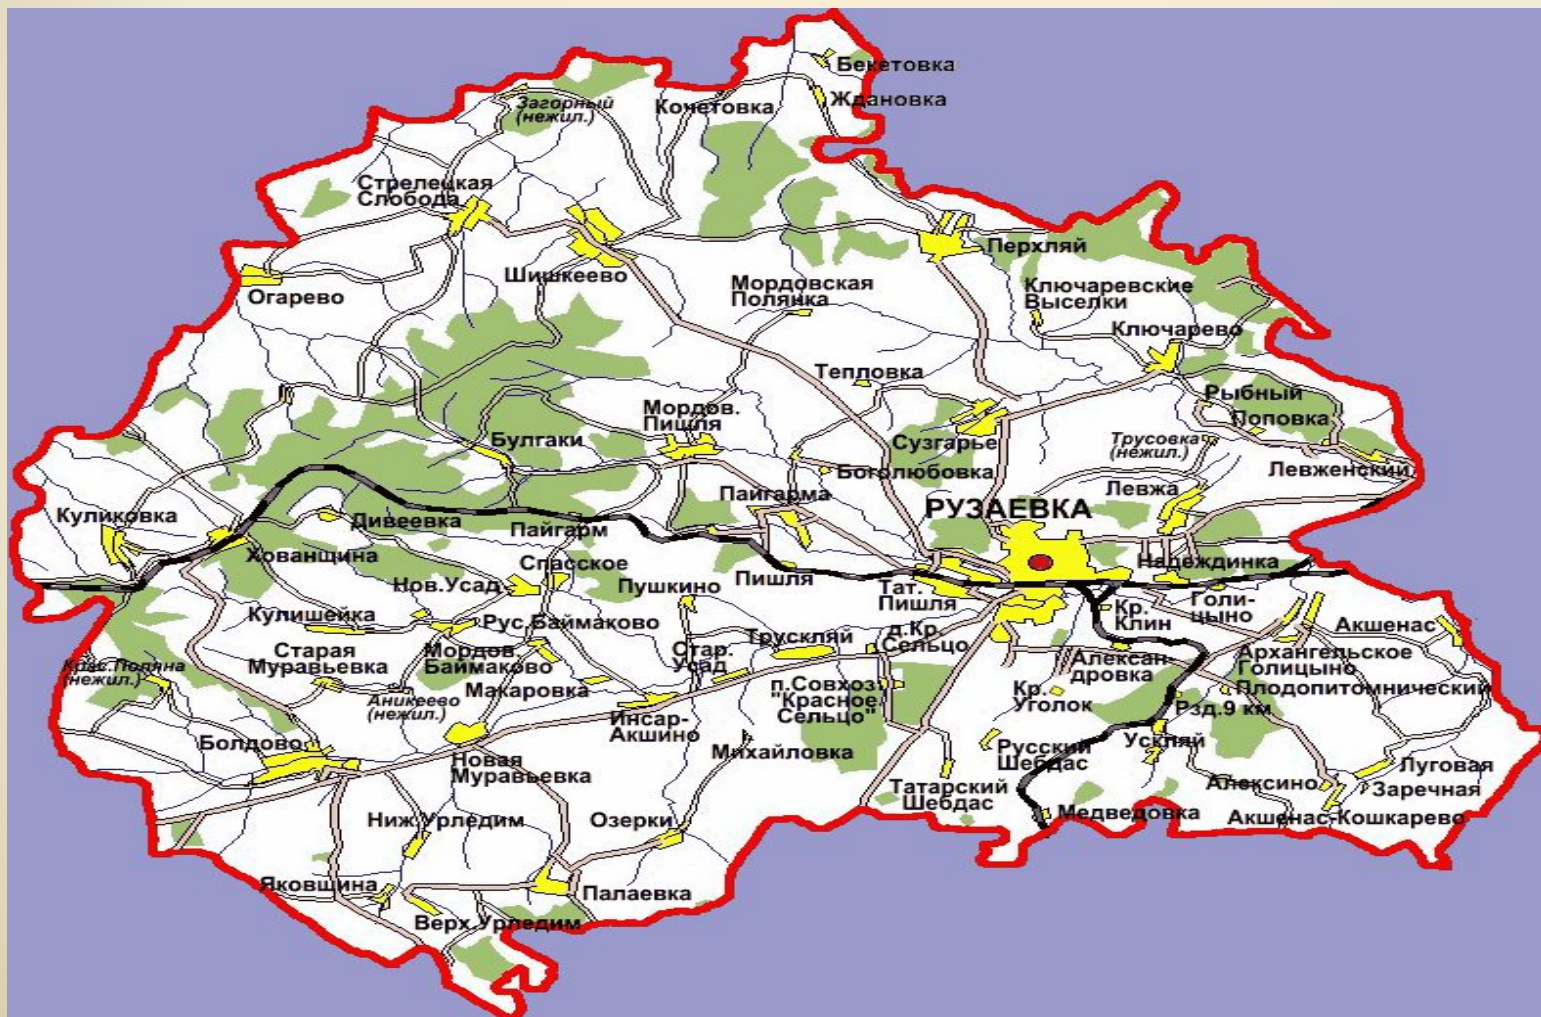 Бекетовка
Ждановка
Загорный
(нежил.)
Кочетовка
Стрелецкая
Слобода
Перхляй
Шишкеево
Огарево
Мордовская
Полянка
Ключаревские
Выселки
Ключарево
Тепловка
Рыбный
Поповка
Мордов.
Пишля
Булгаки
Сузгарье
Трусовка
(нежил.)
Боголюбовка
Левженский
Левжа
Пайгарма
РУЗАЕВКА
Куликовка
Дивеевка
Пайгарм
Хованщина
Спасское
Надеждинка
Нов.Усад
Пушкино
Пишля
Тат.
Пишля
Голи-
цыно
Кр.
Клин
Кулишейка
Рус.Баймаково
Трускляй
д.Кр.
Сельцо
Акшенас
Старая
Муравьевка
Мордов.
Баймаково
Стар.
Усад
Алексан-
дровка
Архангельское
Голицыно
Крас.Поляна
(нежил.)
Аникеево
(нежил.)
Макаровка
п.Совхоз
"Красное
Сельцо"
Кр.
Уголок
Плодопитомнический
Рзд.9 км
Инсар-
Акшино
Болдово
Михайловка
Русский
Шебдас
Ускляй
Новая
Муравьевка
Татарский
Шебдас
Алексино
Луговая
Заречная
Ниж.Урледим
Озерки
Медведовка
Акшенас-Кошкарево
Яковщина
Палаевка
Верх.Урледим